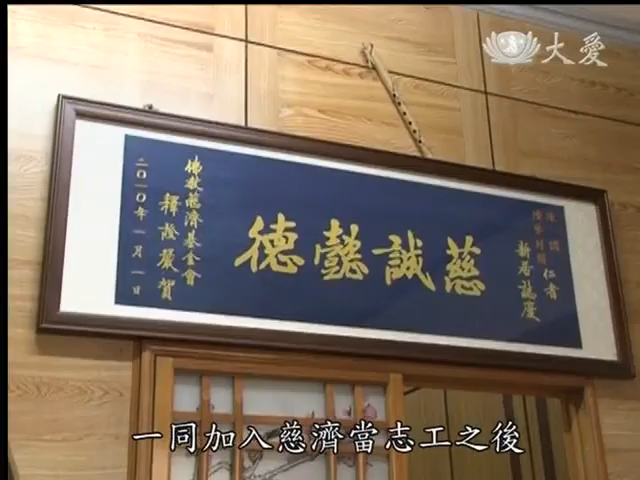 大愛
慈誠懿德
新居誌慶
仁者
佛教慈濟基金會
釋證嚴賀
二〇一〇年一月一日
一同加入慈濟當志工之後